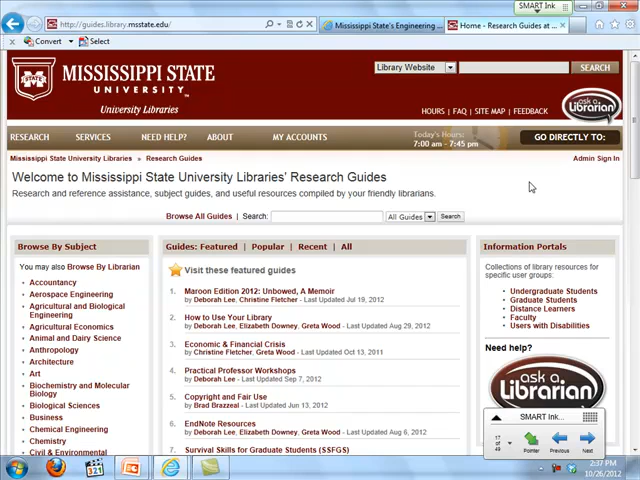 SMART Ink
http://guides.library.msstate.edu/
Mississippi State's Engineering ...
Home - Research Guides at ...
Convert
Select
MISSISSIPPI STATE
UNIVERSITY
University Libraries
Library Website
SEARCH
HOURS | FAQ | SITE MAP | FEEDBACK
ask a
Librarian
RESEARCH SERVICES NEED HELP? ABOUT MY ACCOUNTS
Today's Hours:
7:00 am - 7:45 pm
GO DIRECTLY TO:
Mississippi State University Libraries » Research Guides
Admin Sign In
Welcome to Mississippi State University Libraries' Research Guides
Research and reference assistance, subject guides, and useful resources compiled by your friendly librarians.
Browse All Guides | Search: All Guides Search
Browse By Subject
You may also Browse By Librarian
Accountancy
Aerospace Engineering
Agricultural and Biological
Engineering
Agricultural Economics
Animal and Dairy Science
Anthropology
Architecture
Art
Biochemistry and Molecular
Biology
Biological Sciences
Business
Chemical Engineering
Chemistry
Civil & Environmental
Guides: Featured | Popular | Recent | All
Visit these featured guides
1. Maroon Edition 2012: Unbowed, A Memoir
by Deborah Lee, Christine Fletcher - Last Updated Jul 19, 2012
2. How to Use Your Library
by Deborah Lee, Elizabeth Downey, Greta Wood - Last Updated Aug 29, 2012
3. Economic & Financial Crisis
by Christine Fletcher, Greta Wood - Last Updated Oct 13, 2011
4. Practical Professor Workshops
by Deborah Lee - Last Updated Sep 7, 2012
5. Copyright and Fair Use
by Brad Brazzeal - Last Updated Jun 13, 2012
6. EndNote Resources
by Deborah Lee, Elizabeth Downey, Greta Wood - Last Updated Aug 6, 2012
7. Survival Skills for Graduate Students (SSFGS)
Information Portals
Collections of library resources for
specific user groups:
Undergraduate Students
Graduate Students
Distance Learners
Faculty
Users with Disabilities
Need help?
ask a
Librarian
SMART Ink...
17
of
49
Pointer
Previous
Next
321
2:37 PM
10/26/2012